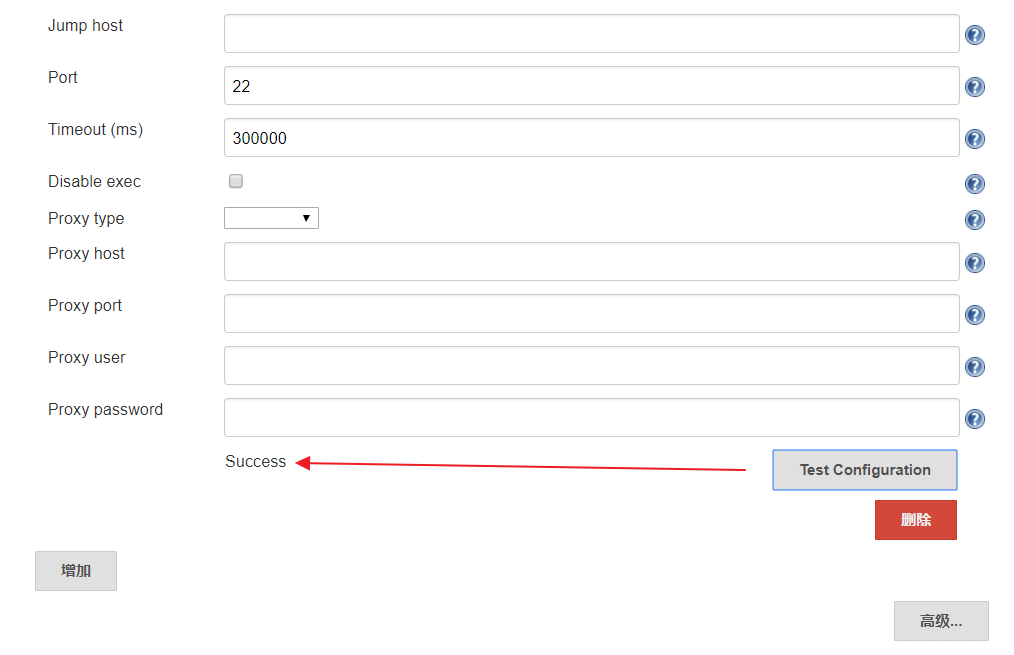 Jump host
Port
22
Timeout (ms)
300000
Disable exec
Proxy type
Proxy host
Proxy port
Proxy user
Proxy password
Success
Test Configuration
删除
增加
高级...